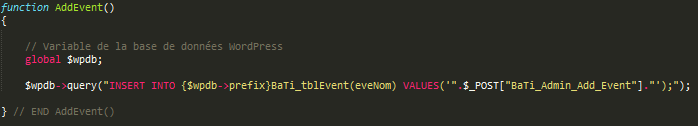 function AddEvent()
{
// Variable de la base de données WordPress
global $wpdb;
$wpdb->query("INSERT INTO {$wpdb->prefix}BaTi_tblEvent(eveNom) VALUES('".$_POST["BaTi_Admin_Add_Event"]."');");
} // END AddEvent()